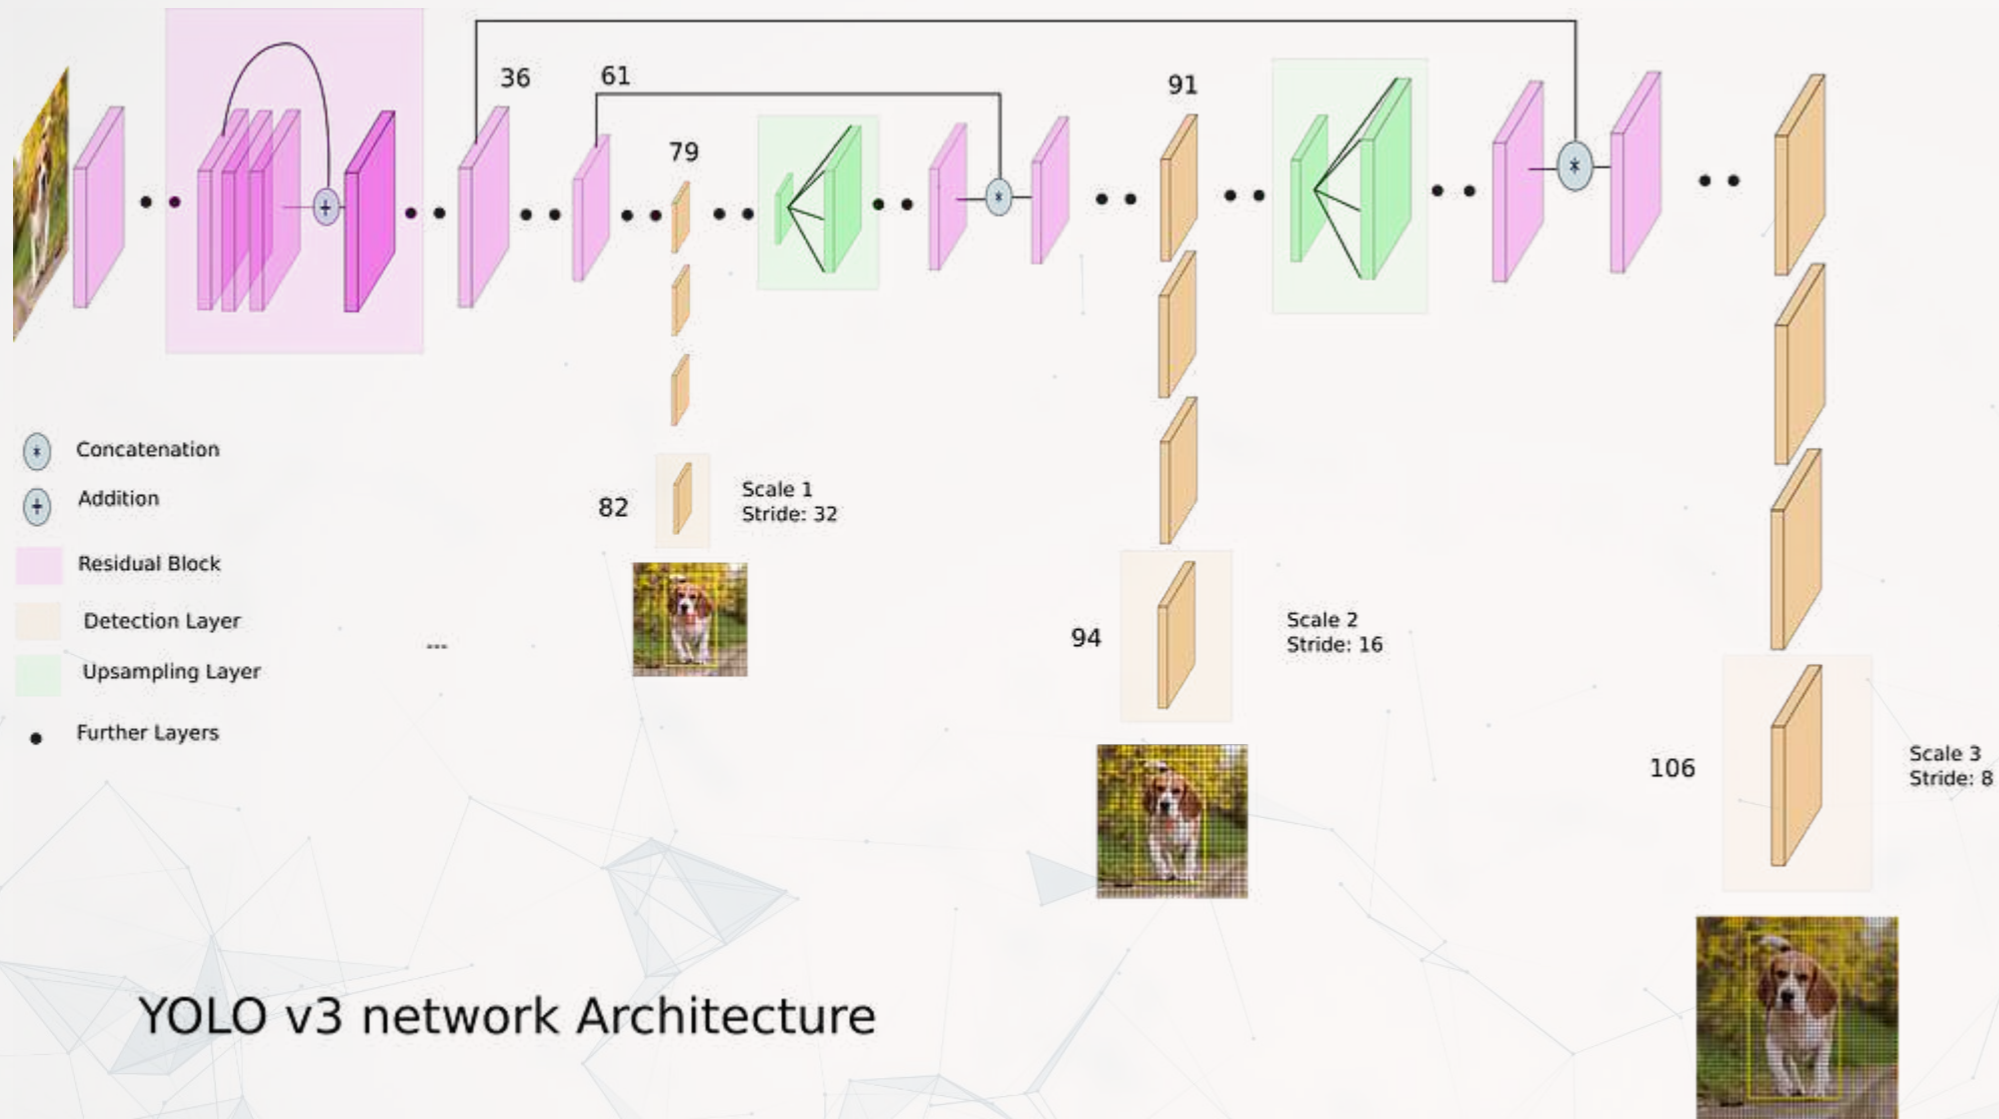 36
61
91
79
Concatenation
Addition
Residual Block
Detection Layer
Upsampling Layer
Further Layers
---
82
Scale 1
Stride: 32
94
Scale 2
Stride: 16
106
Scale 3
Stride: 8
YOLO v3 network Architecture